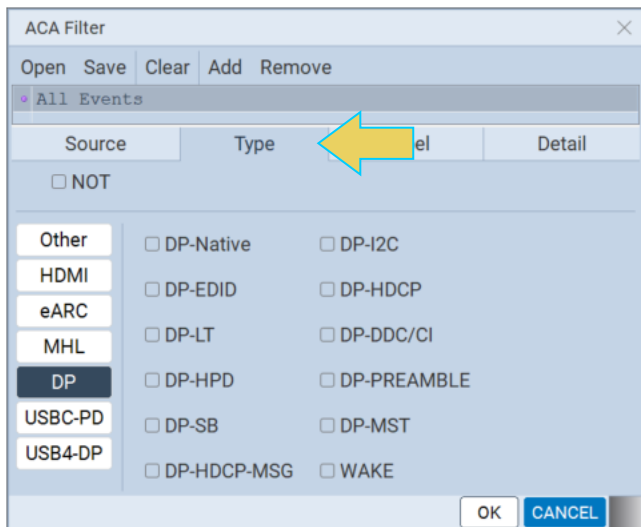 ACA Filter
Open Save Clear Add Remove
All Events
Source Type el Detail
NOT
Other DP-Native DP-I2C
HDMI DP-EDID DP-HDCP
eARC DP-LT DP-DDC/CI
MHL DP-HPD DP-PREAMBLE
DP DP-SB DP-MST
USBC-PD DP-HDCP-MSG WAKE
USB4-DP
OK CANCEL